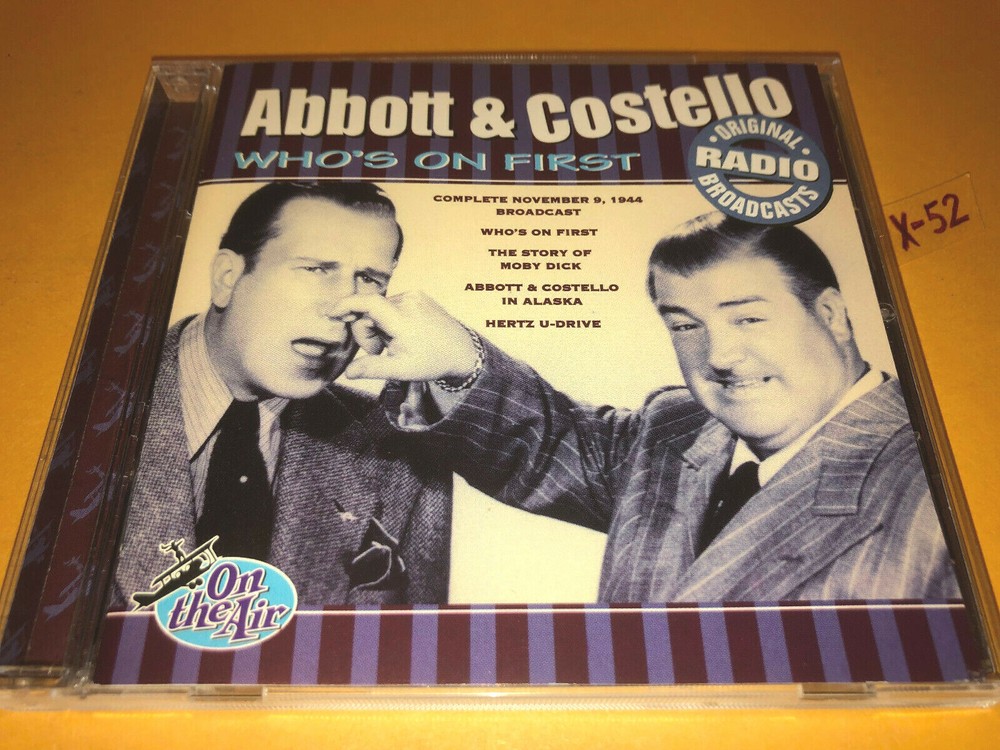 Abbott & Costello
WHO'S ON FIRST
• ORIGINAL •
RADIO
BROADCASTS
COMPLETE NOVEMBER 9, 1944
BROADCAST
WHO'S ON FIRST
THE STORY OF
MOBY DICK
ABBOTT & COSTELLO
IN ALASKA
HERTZ U-DRIVE
X-52
On
the Air